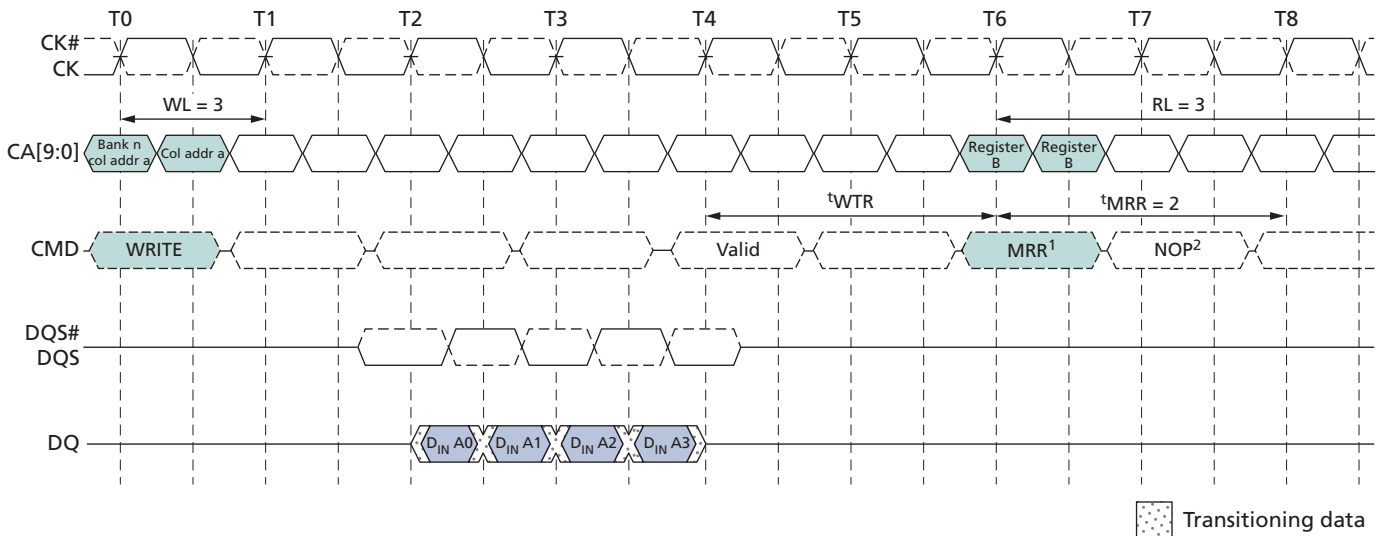 T0 T1 T2 T3 T4 T5 T6 T7 T8
CK#
CK
WL = 3 RL = 3
CA[9:0] Bank n col addr a Col addr a Register B Register B
tWTR tMRR = 2
CMD WRITE Valid MRR1 NOP2
DQS#
DQS
DQ DIN A0 DIN A1 DIN A2 DIN A3
Transitioning data